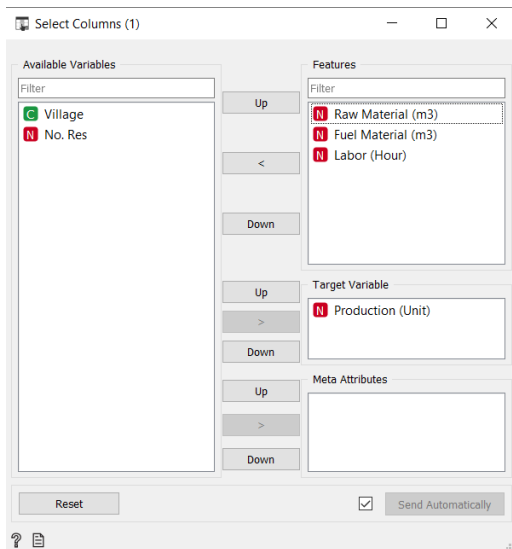 Select Columns (1)
Available Variables
Filter
C Village
N No. Res
Up
<
Down
Up
>
Down
Up
>
Down
Features
Filter
N Raw Material (m3)
N Fuel Material (m3)
N Labor (Hour)
Target Variable
N Production (Unit)
Meta Attributes
Reset
Send Automatically
?